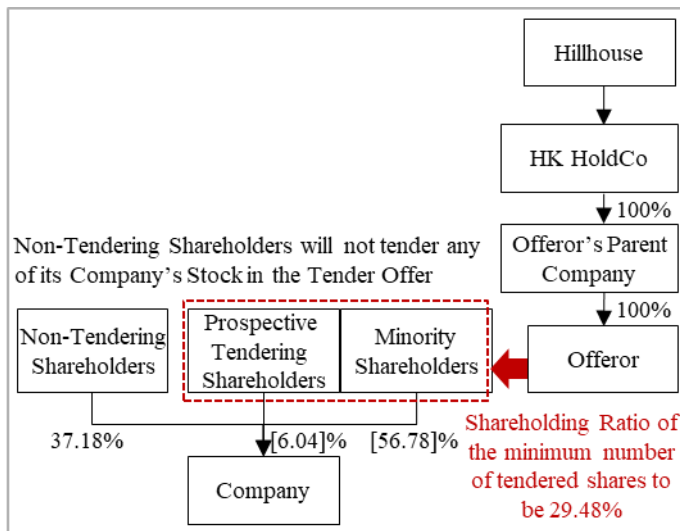 Hillhouse
HK HoldCo
100%
Non-Tendering Shareholders will not tender any
of its Company's Stock in the Tender Offer
Offeror's Parent
Company
100%
Non-Tendering
Shareholders
Prospective
Tendering
Shareholders
Minority
Shareholders
Offeror
37.18%
[6.04]%
[56.78]%
Shareholding Ratio of
the minimum number
of tendered shares to
be 29.48%
Company